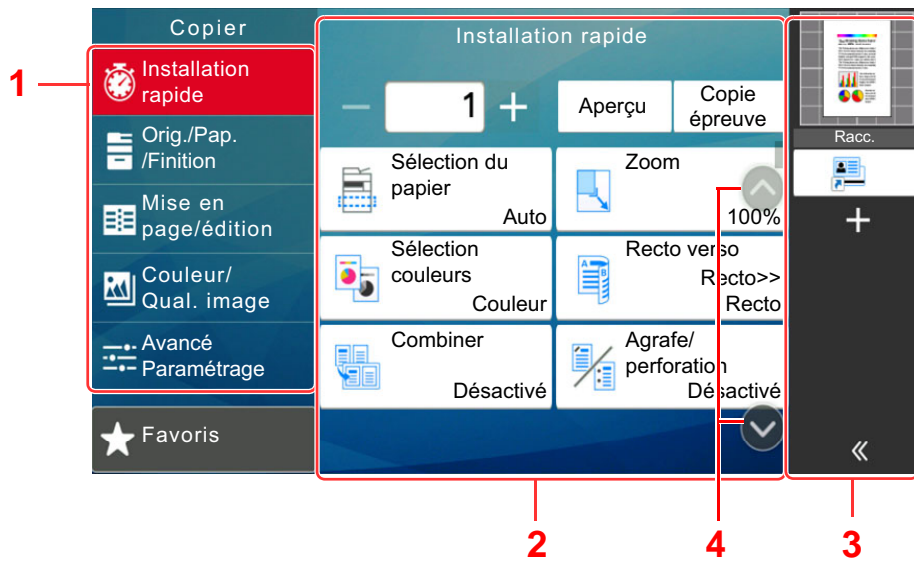 Copier
1
Installation
rapide
Orig./Pap.
/Finition
Mise en
page/édition
Couleur/
Qual. image
Avancé
Paramétrage
Favoris
Installation rapide
1
Aperçu
Copie
épreuve
Sélection du
papier
Auto
Zoom
100%
Sélection
couleurs
Couleur
Recto verso
Recto>>
Recto
Combiner
Désactivé
Agrafe/
perforation
Désactivé
Racc.
2
4
3